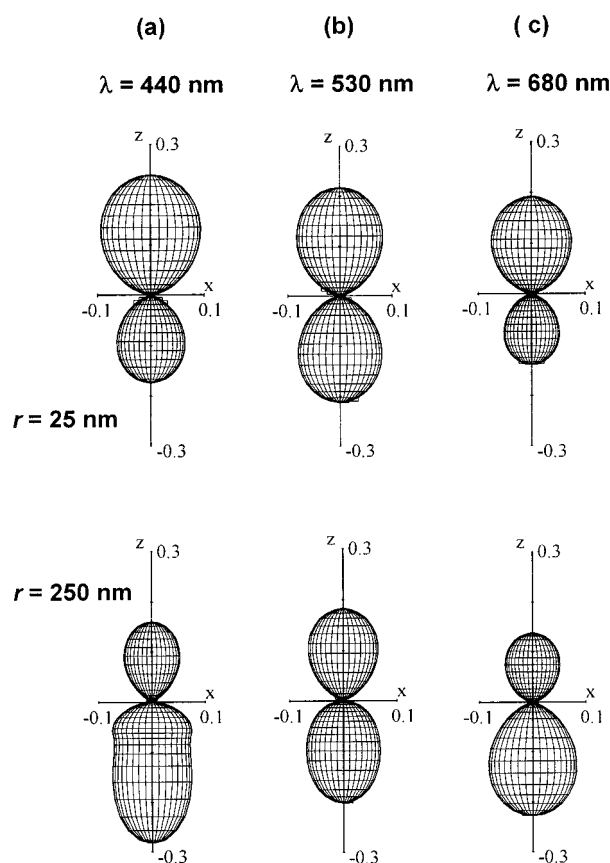 (a) (b) (c)
λ = 440 nm λ = 530 nm λ = 680 nm
z 0.3 z 0.3 z 0.3
x x x
-0.1 0.1 -0.1 0.1 -0.1 0.1
r = 25 nm
-0.3 -0.3 -0.3
z 0.3 z 0.3 z 0.3
r = 250 nm
x x x
-0.1 0.1 -0.1 0.1 -0.1 0.1
-0.3 -0.3 -0.3